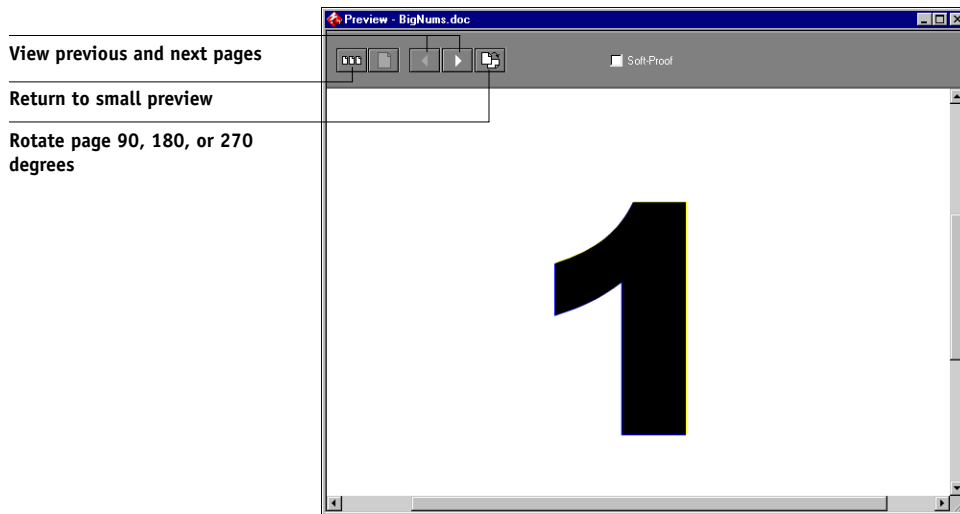 Preview - BigNums.doc
View previous and next pages
Soft-Proof
Return to small preview
Rotate page 90, 180, or 270
degrees
1